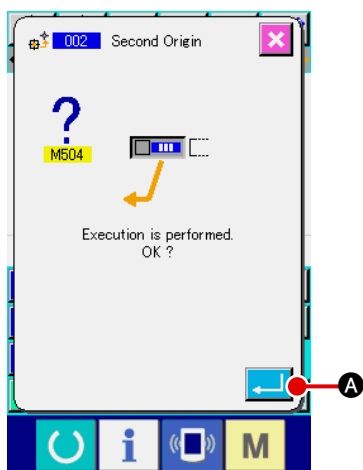 002 Second Origin
?
M504
Execution is performed.
OK ?
A
i
M